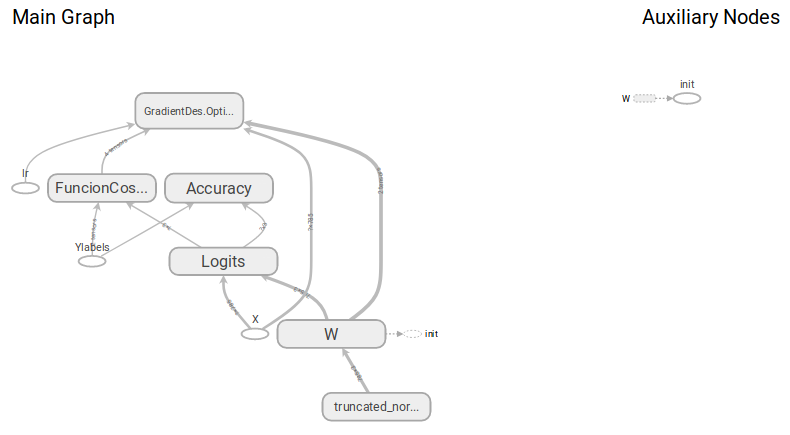 Main Graph
Auxiliary Nodes
init
W
GradientDes.Opti...
lr
FuncionCos...
Accuracy
Ylabels
Logits
X
W
init
truncated_nor...